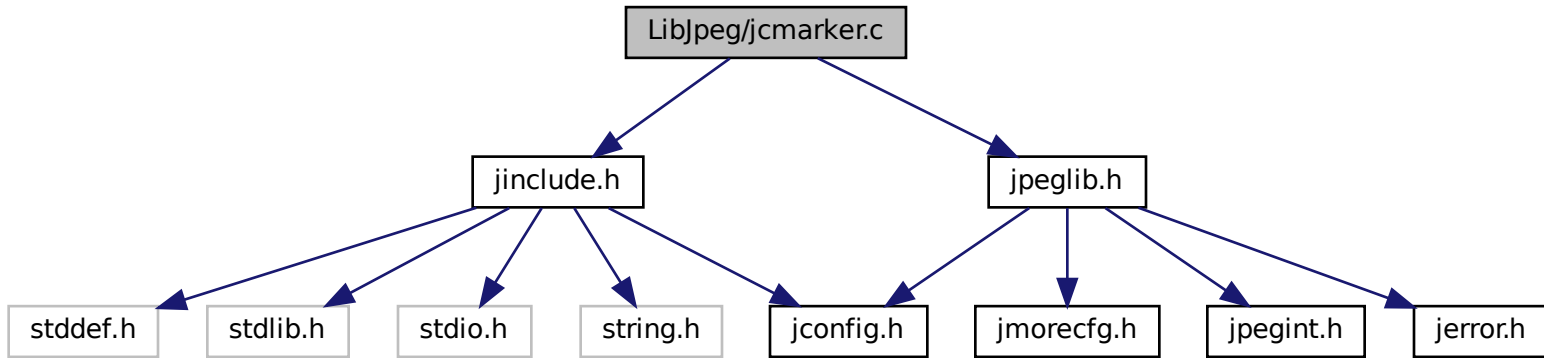 LibJpeg/jcmarker.c
jinclude.h
jpeglib.h
stddef.h
stdlib.h
stdio.h
string.h
jconfig.h
jmorecfg.h
jpegint.h
jerror.h